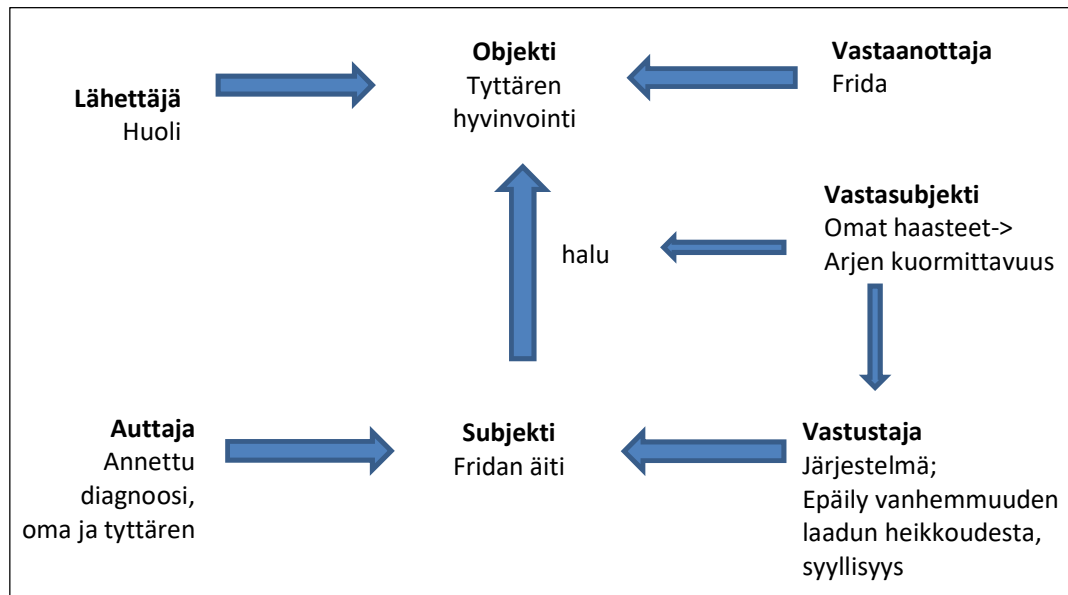 Lähettäjä
Huoli
Objekti
Tyttären
hyvinvointi
Vastaanottaja
Frida
halu
Vastasubjekti
Omat haasteet->
Arjen kuormittavuus
Auttaja
Annettu
diagnoosi,
oma ja tyttären
Subjekti
Fridan äiti
Vastustaja
Järjestelmä;
Epäily vanhemmuuden
laadun heikkoudesta,
syyllisyys